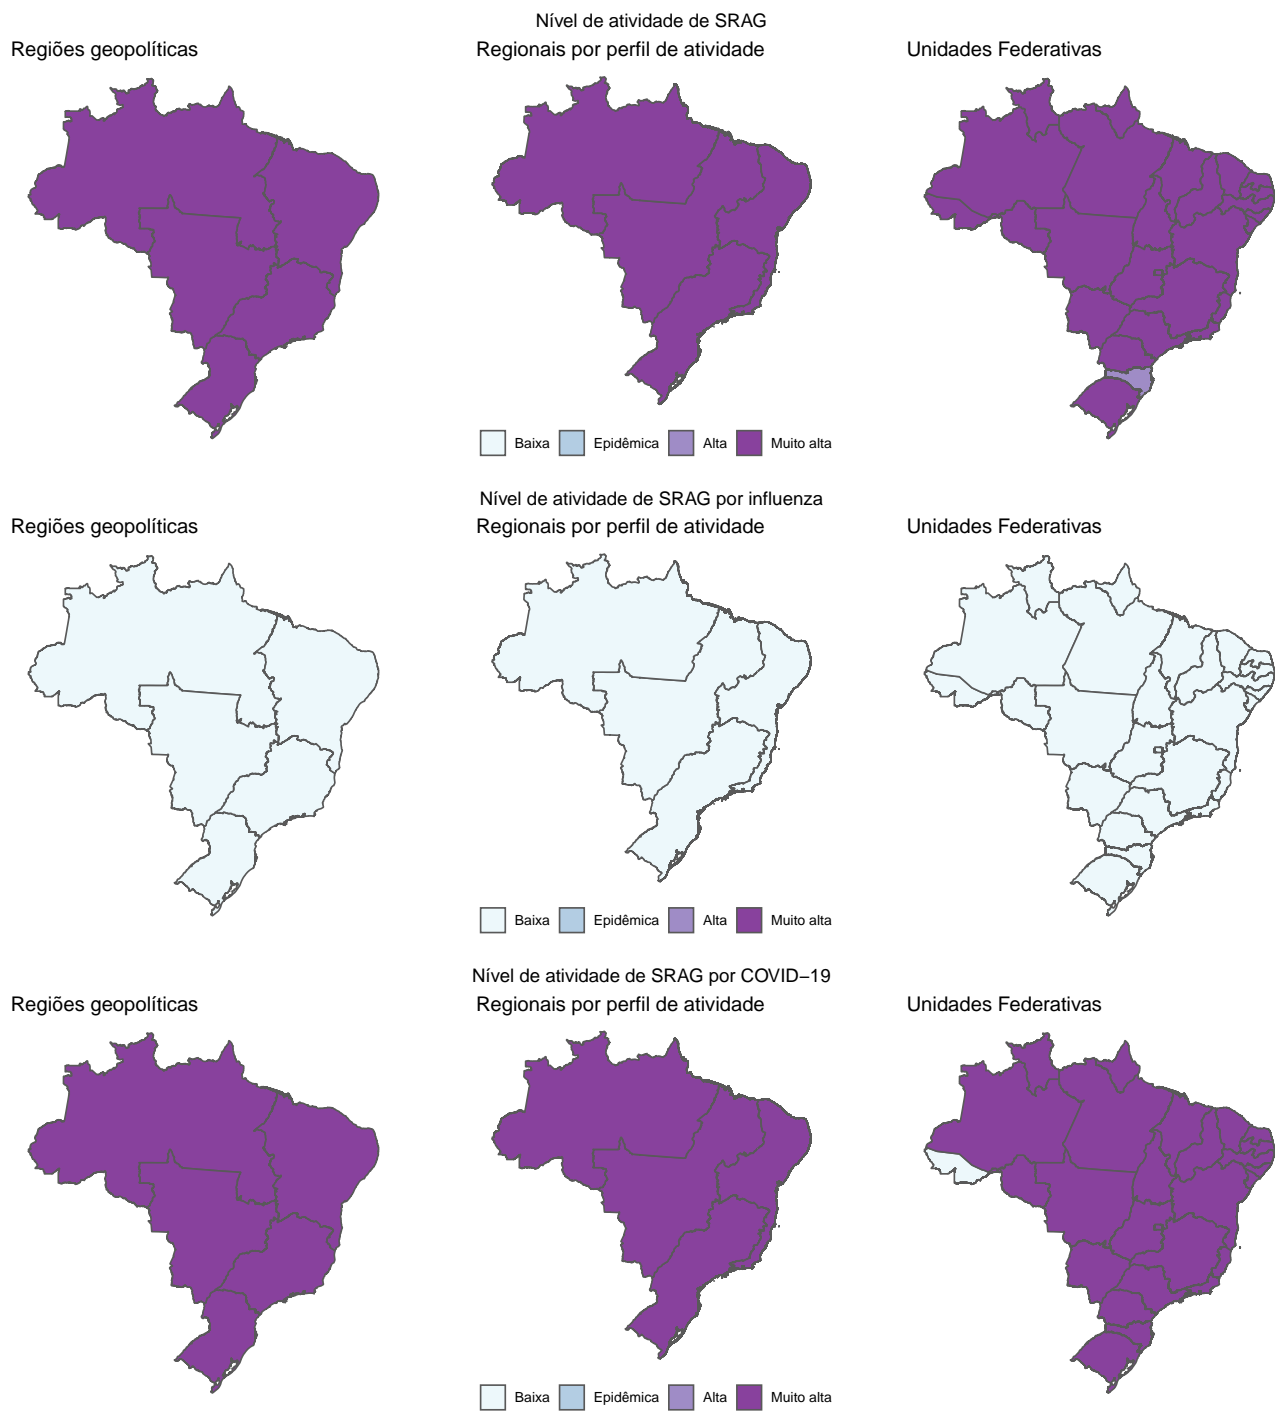 Nível de atividade de SRAG
Regiões geopolíticas
Regionais por perfil de atividade
Unidades Federativas
Baixa Epidêmica Alta Muito alta
Nível de atividade de SRAG por influenza
Regiões geopolíticas
Regionais por perfil de atividade
Unidades Federativas
Baixa Epidêmica Alta Muito alta
Nível de atividade de SRAG por COVID−19
Regiões geopolíticas
Regionais por perfil de atividade
Unidades Federativas
Baixa Epidêmica Alta Muito alta